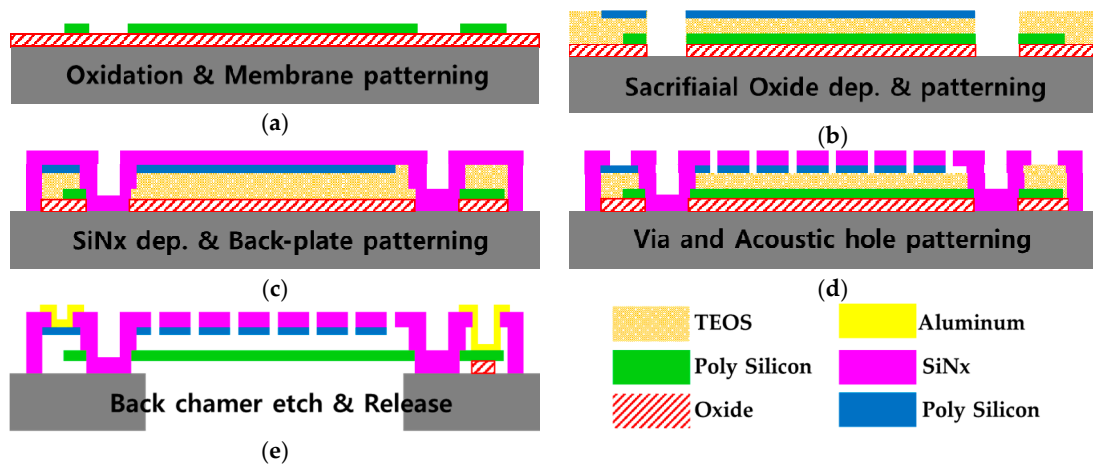 Oxidation & Membrane patterning
(a)
Sacrifiaial Oxide dep. & patterning
(b)
SiNx dep. & Back-plate patterning
(c)
Via and Acoustic hole patterning
(d)
Back chamer etch & Release
(e)
TEOS
Aluminum
Poly Silicon
SiNx
Oxide
Poly Silicon